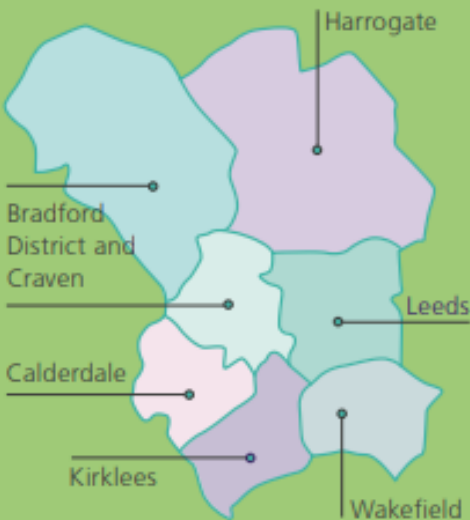 Harrogate
Bradford
District and
Craven
Leeds
Calderdale
Kirklees
Wakefield